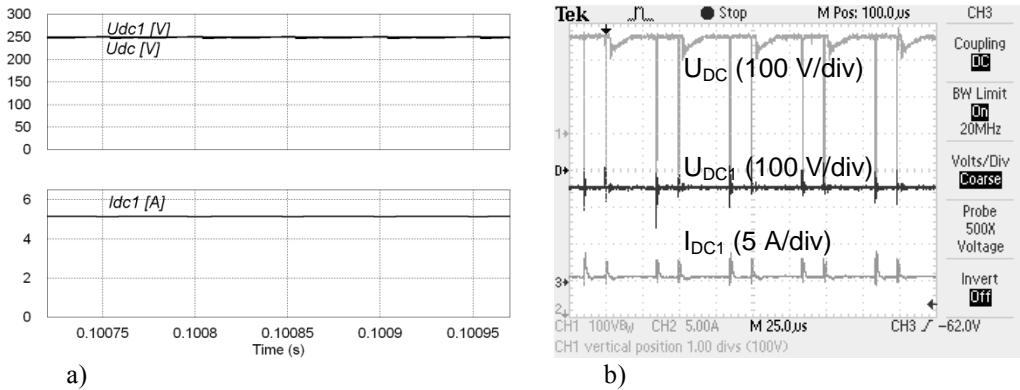 300
250
200
150
100
50
0
Udc1 [V]
Udc [V]
6
4
2
0
Idc1 [A]
0.10075
0.1008
0.10085
0.1009
0.10095
Time (s)
a)
Tek
Stop
M Pos: 100.0µs
CH3
UDC (100 V/div)
UDC1 (100 V/div)
IDC1 (5 A/div)
1
D
3
2
Coupling
DC
BW Limit
On
20MHz
Volts/Div
Coarse
Probe
500X
Voltage
Invert
Off
CH1 100VBW CH2 5.00A M 25.0µs CH3 -62.0V
CH1 vertical position 1.00 divs (100V)
b)